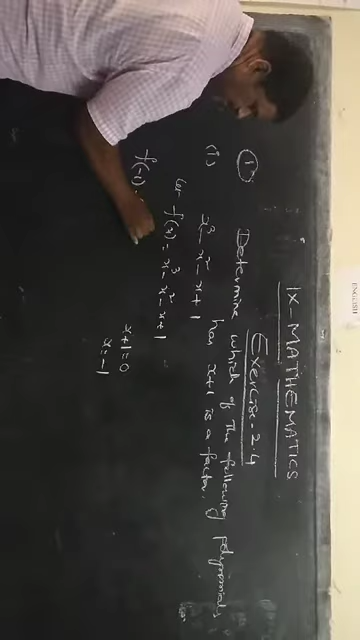 ENGLISH
IX - MATHEMATICS
Exercise - 2.4
① Determine which of the following polynomials
has x+1 is a factor.
(i) x³ - x² - x + 1
let f(x) = x³ - x² - x + 1
x+1 = 0
x = -1
f(-1) =